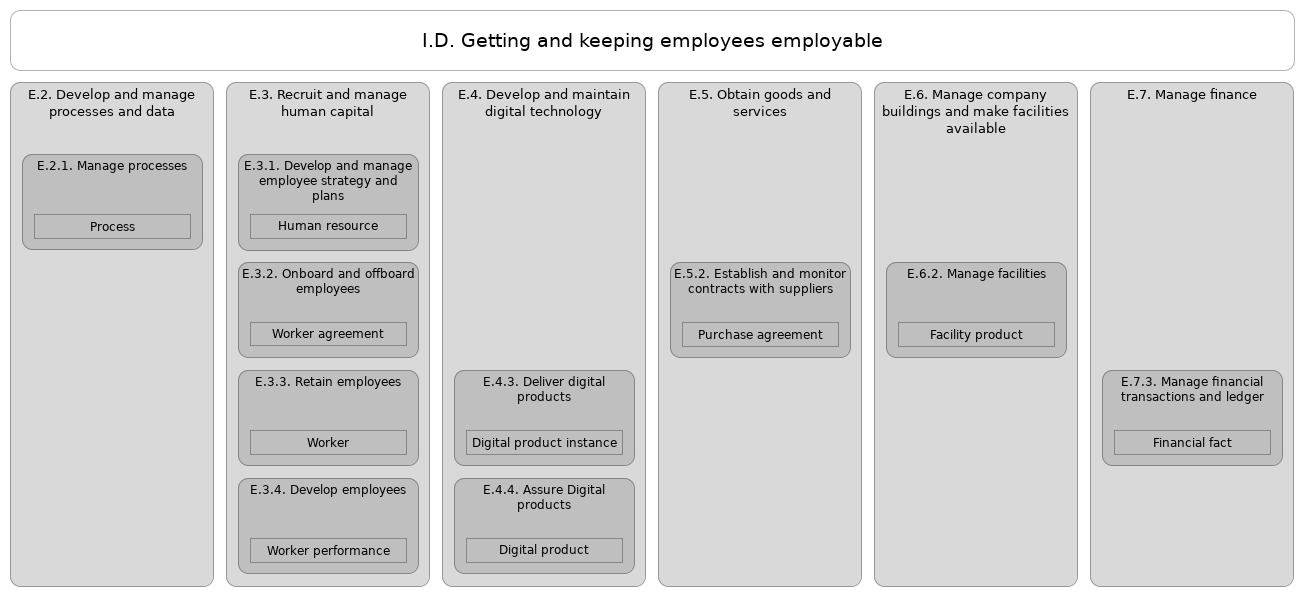 I.D. Getting and keeping employees employable
E.2. Develop and manage
processes and data
E.2.1. Manage processes
Process
E.3. Recruit and manage
human capital
E.3.1. Develop and manage
employee strategy and
plans
Human resource
E.3.2. Onboard and offboard
employees
Worker agreement
E.3.3. Retain employees
Worker
E.3.4. Develop employees
Worker performance
E.4. Develop and maintain
digital technology
E.4.3. Deliver digital
products
Digital product instance
E.4.4. Assure Digital
products
Digital product
E.5. Obtain goods and
services
E.5.2. Establish and monitor
contracts with suppliers
Purchase agreement
E.6. Manage company
buildings and make facilities
available
E.6.2. Manage facilities
Facility product
E.7. Manage finance
E.7.3. Manage financial
transactions and ledger
Financial fact